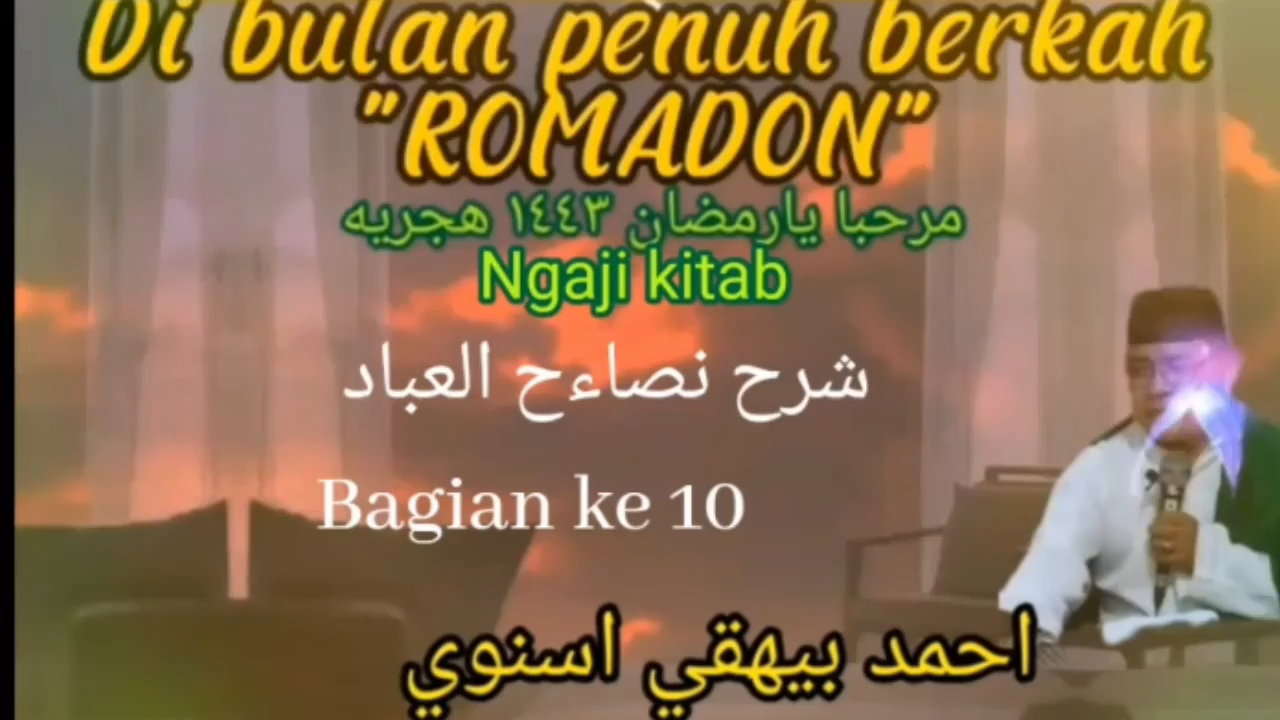 Di bulan penuh berkah
"ROMADON"
مرحبا يارمضان ١٤٤٣ هجريه
Ngaji kitab
شرح نصاءح العباد
Bagian ke 10
احمد بيهقي اسنوي